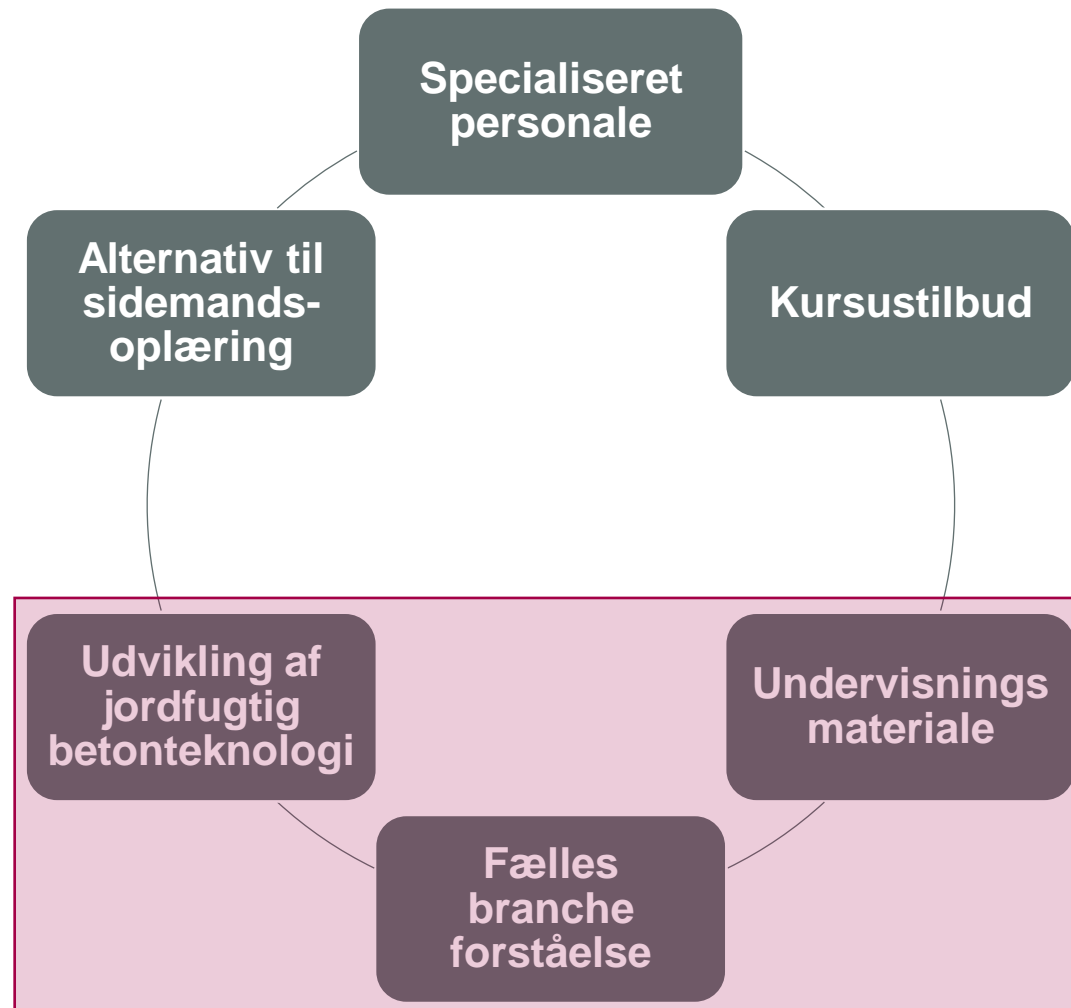 Specialiseret
personale
Alternativ til
sidemands-
oplæring
Kursustilbud
Udvikling af
jordfugtig
betonteknologi
Undervisnings
materiale
Fælles
branche
forståelse